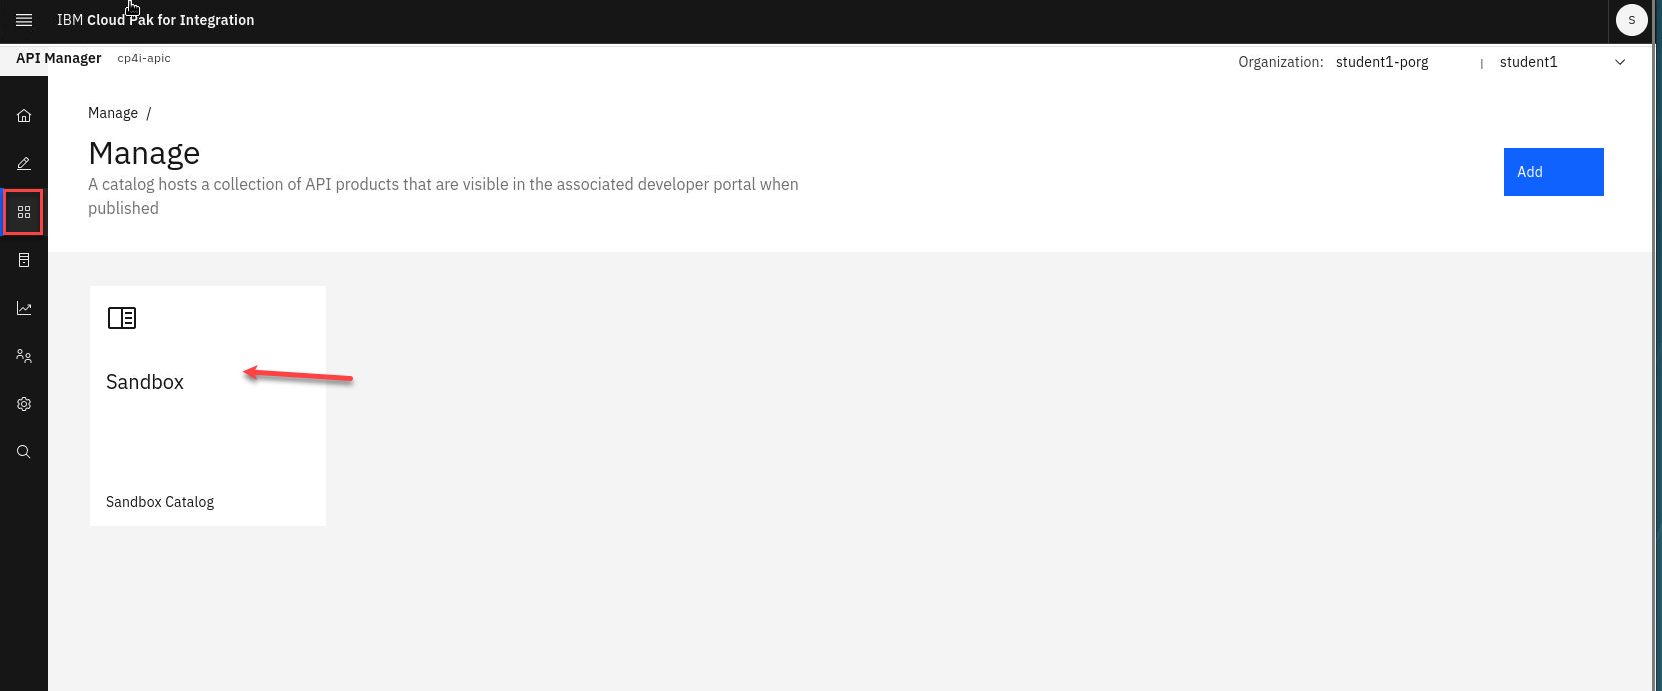 IBM Cloud Pak for Integration
S
API Manager cp4i-apic
Organization: student1-porg | student1
Manage /
Manage
A catalog hosts a collection of API products that are visible in the associated developer portal when
published
Add
Sandbox
Sandbox Catalog